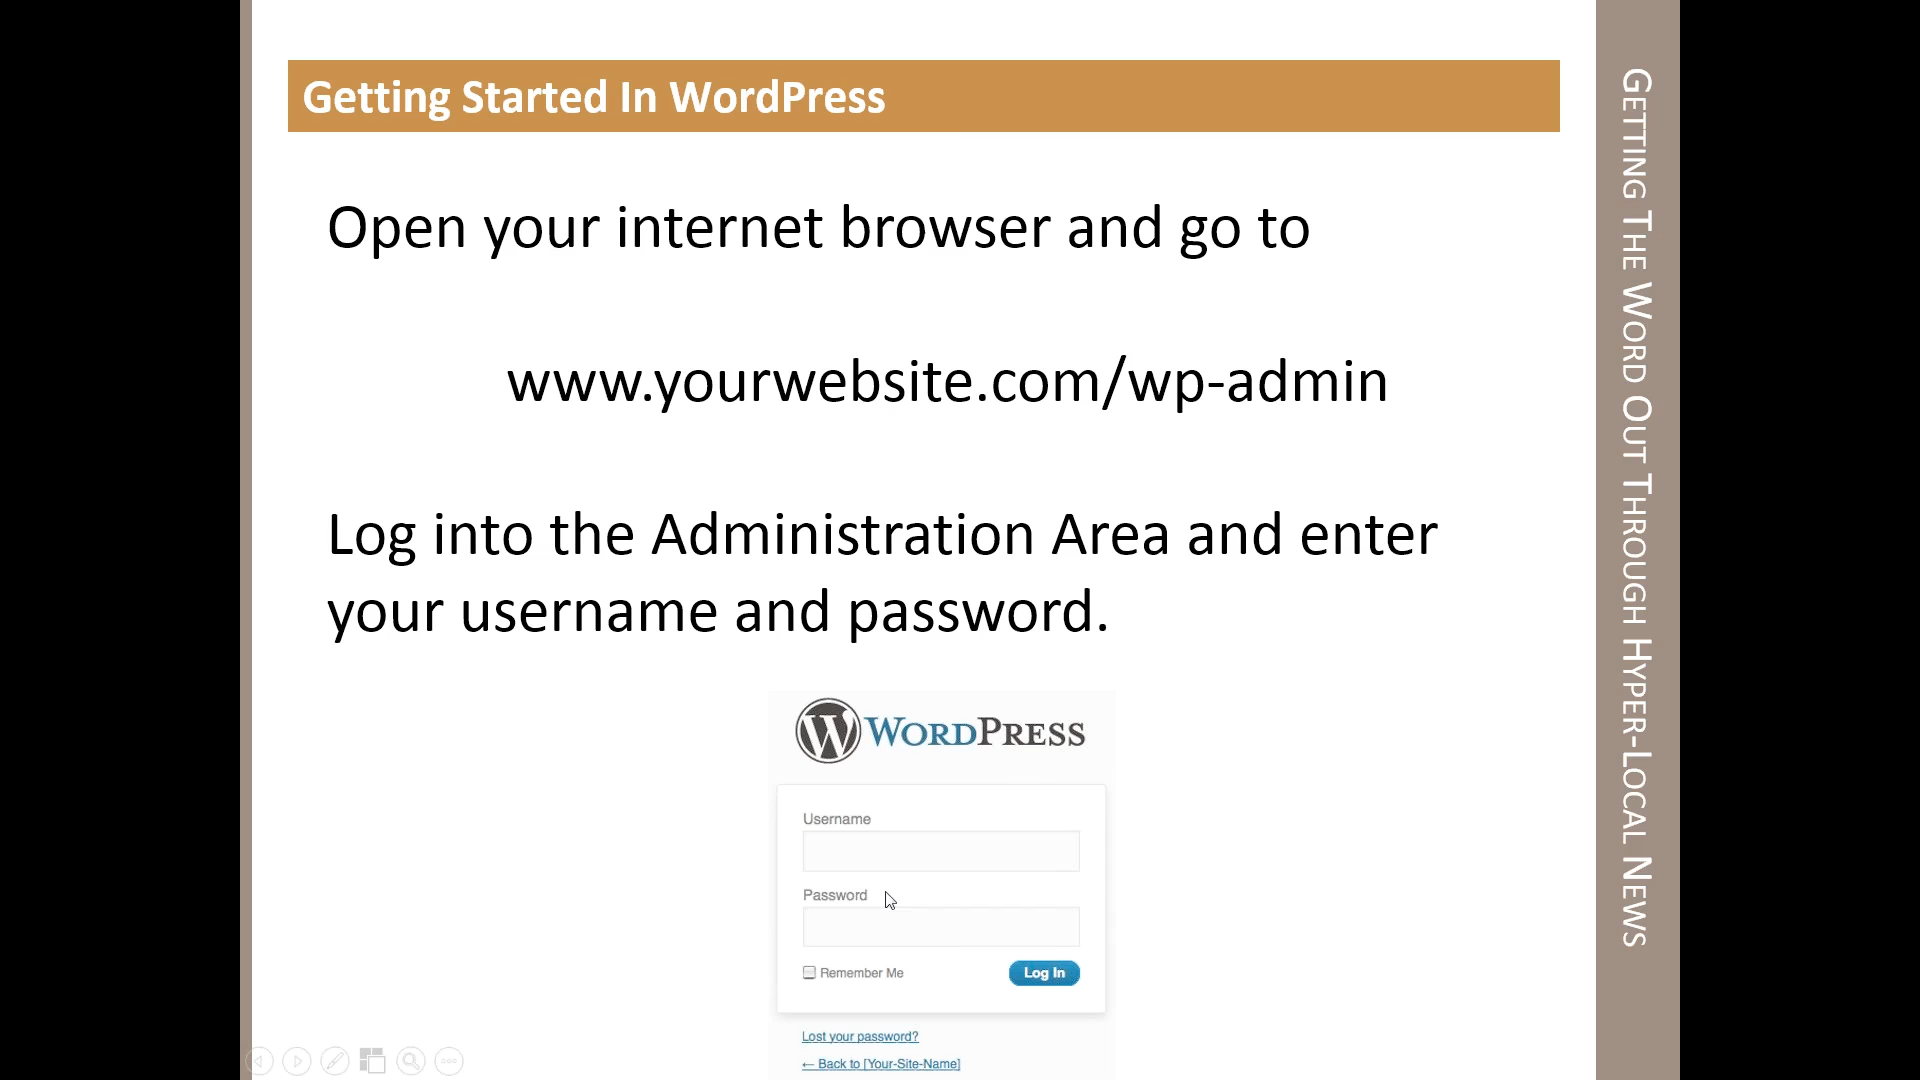 Getting Started In WordPress
Open your internet browser and go to
www.yourwebsite.com/wp-admin
Log into the Administration Area and enter
your username and password.
WORDPRESS
Username
Password
Remember Me
Log In
Lost your password?
← Back to [Your-Site-Name]
GETTING THE WORD OUT THROUGH HYPER-LOCAL NEWS